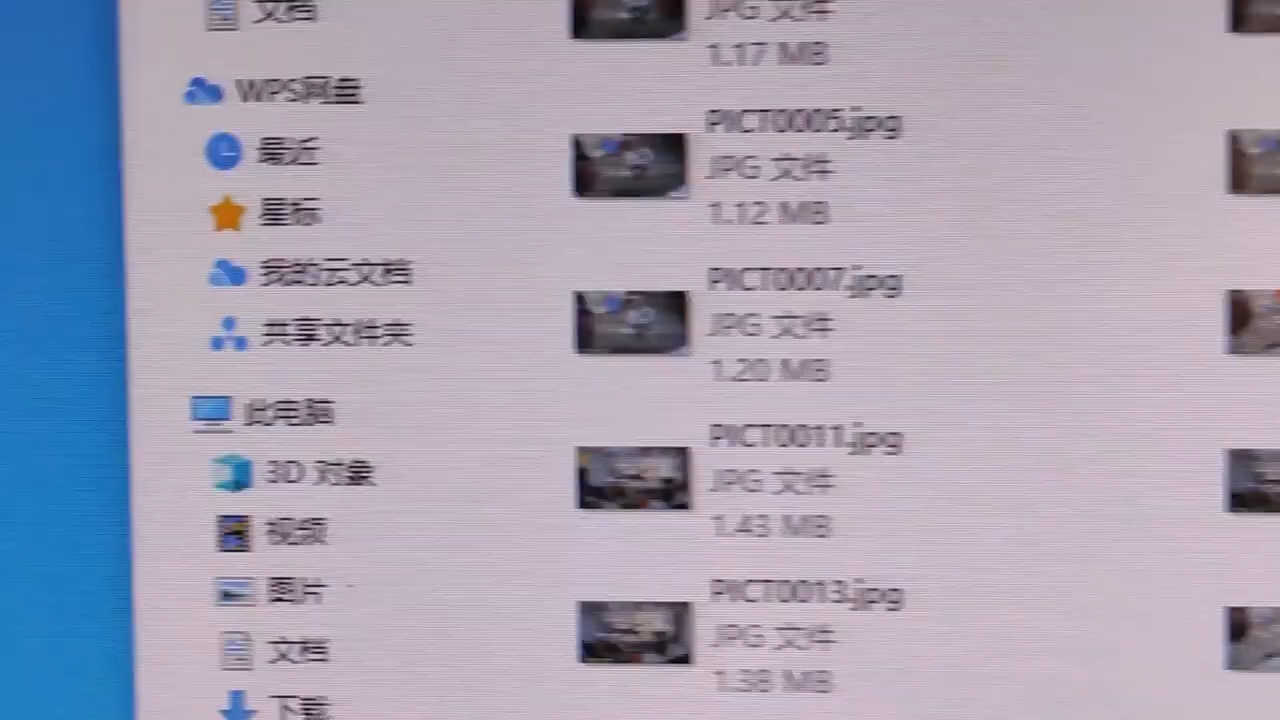 文档
WPS网盘
最近
星标
我的云文档
共享文件夹
此电脑
3D 对象
视频
图片
文档
下载
JPG 文件
1.17 MB
PICT0005.jpg
JPG 文件
1.12 MB
PICT0007.jpg
JPG 文件
1.20 MB
PICT0011.jpg
JPG 文件
1.43 MB
PICT0013.jpg
JPG 文件
1.38 MB